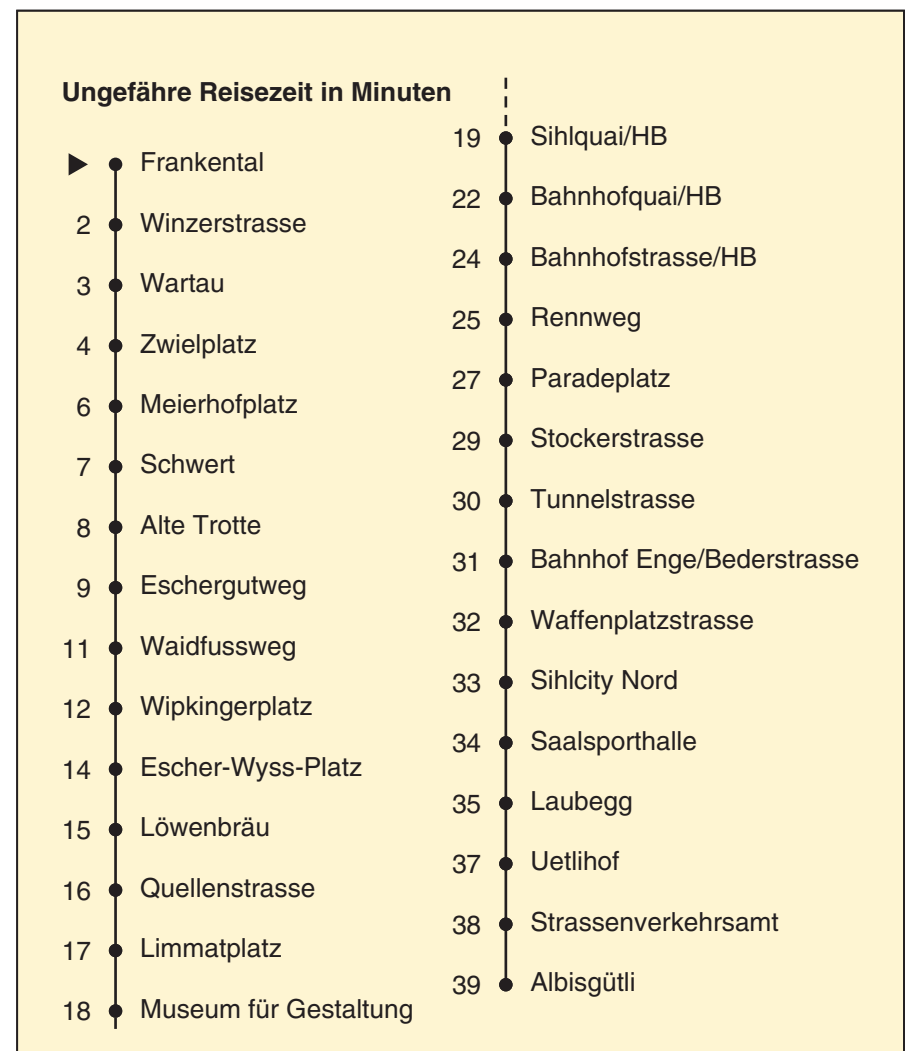 Ungefähre Reisezeit in Minuten
Frankental
2 Winzerstrasse
3 Wartau
4 Zwielplatz
6 Meierhofplatz
7 Schwert
8 Alte Trotte
9 Eschergutweg
11 Waidfussweg
12 Wipkingerplatz
14 Escher-Wyss-Platz
15 Löwenbräu
16 Quellenstrasse
17 Limmatplatz
18 Museum für Gestaltung
19 Sihlquai/HB
22 Bahnhofquai/HB
24 Bahnhofstrasse/HB
25 Rennweg
27 Paradeplatz
29 Stockerstrasse
30 Tunnelstrasse
31 Bahnhof Enge/Bederstrasse
32 Waffenplatzstrasse
33 Sihlcity Nord
34 Saalsporthalle
35 Laubegg
37 Uetlihof
38 Strassenverkehrsamt
39 Albisgütli